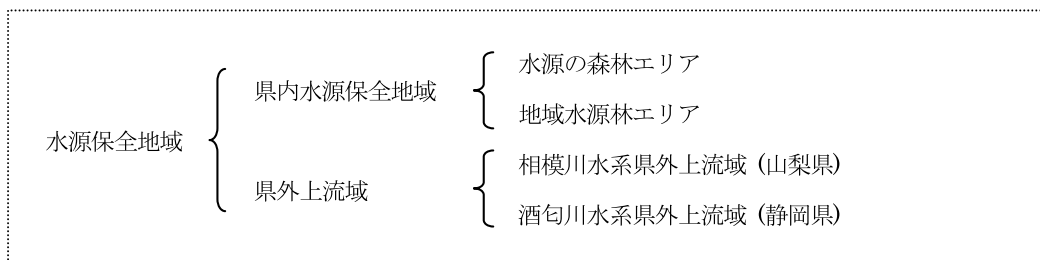 水源の森林エリア
県内水源保全地域
地域水源林エリア
水源保全地域
相模川水系県外上流域 (山梨県)
県外上流域
酒匂川水系県外上流域 (静岡県)